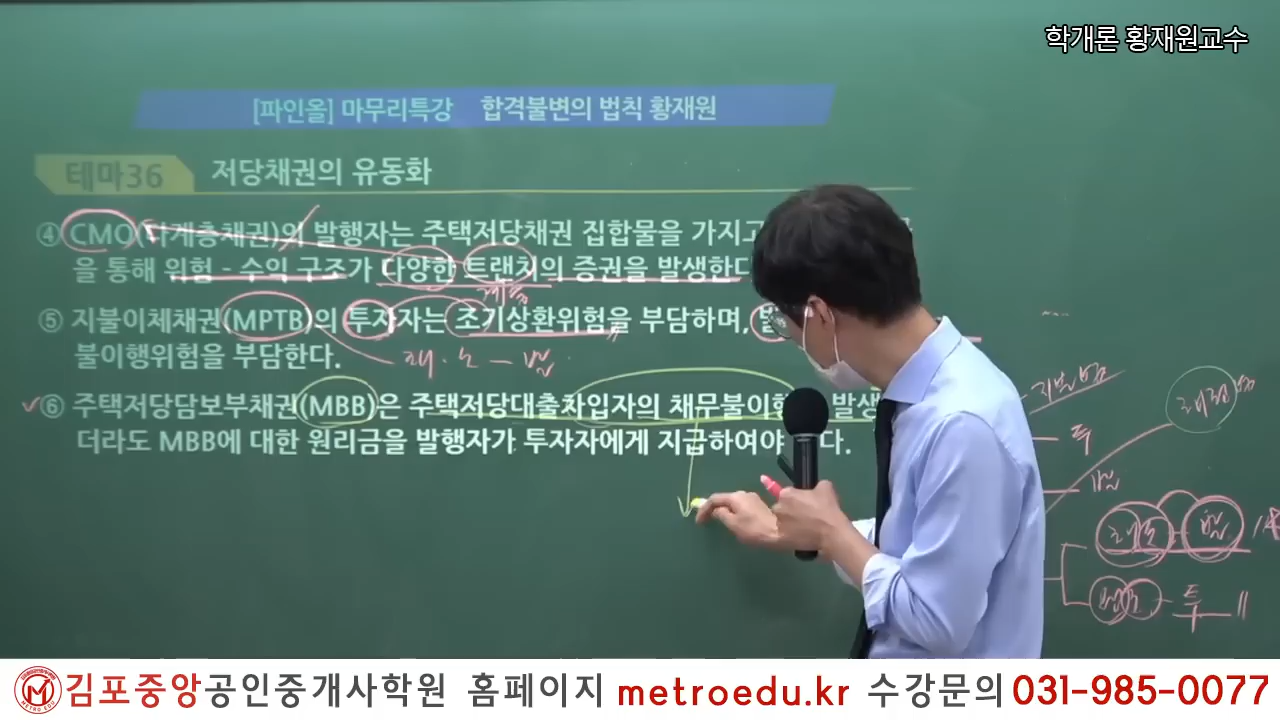 학개론 황재원교수
[파인올] 마무리특강 합격불변의 법칙 황재원
테마36 저당채권의 유동화
④ CMO(다계층채권)의 발행자는 주택저당채권 집합물을 가지고
을 통해 위험 - 수익 구조가 다양한 트랜치의 증권을 발생한다
⑤ 지불이체채권(MPTB)의 투자자는 조기상환위험을 부담하며,
불이행위험을 부담한다.
⑥ 주택저당담보부채권(MBB)은 주택저당대출차입자의 채무불이행 발생
더라도 MBB에 대한 원리금을 발행자가 투자자에게 지급하여야 다.
투
투
METRO EDU
김포중앙공인중개사학원 홈페이지 metroedu.kr 수강문의 031-985-0077